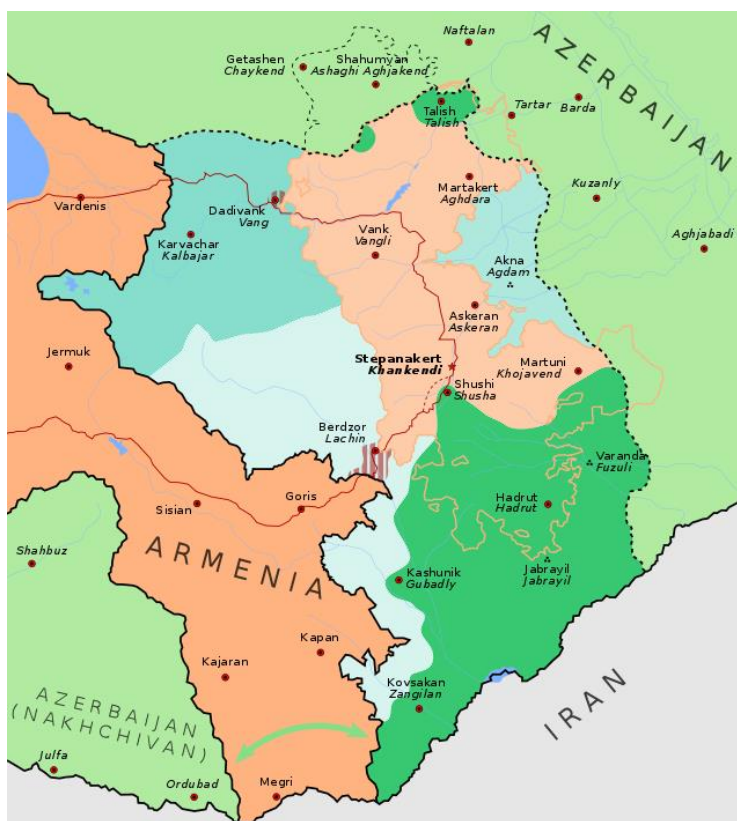 Naftalan
Getashen
Chaykend
Shahumyan
Ashaghi Aghjakend
AZERBAIJAN
Talish
Talish
Tartar
Barda
Vardenis
Dadivank
Vang
Martakert
Aghdara
Kuzanly
Karvachar
Kalbajar
Vank
Vangli
Aghjabadi
Akna
Agdam
Askeran
Askeran
Jermuk
Stepanakert
Khankendi
Martuni
Khojavend
Shushi
Shusha
Berdzor
Lachin
Varanda
Fuzuli
Sisian
Goris
Hadrut
Hadrut
ARMENIA
Shahbuz
Kashunik
Gubadly
Jabrayil
Jabrayil
Kapan
Kajaran
Kovsakan
Zangilan
IRAN
AZERBAIJAN
(NAKHCHIVAN)
Julfa
Ordubad
Megri